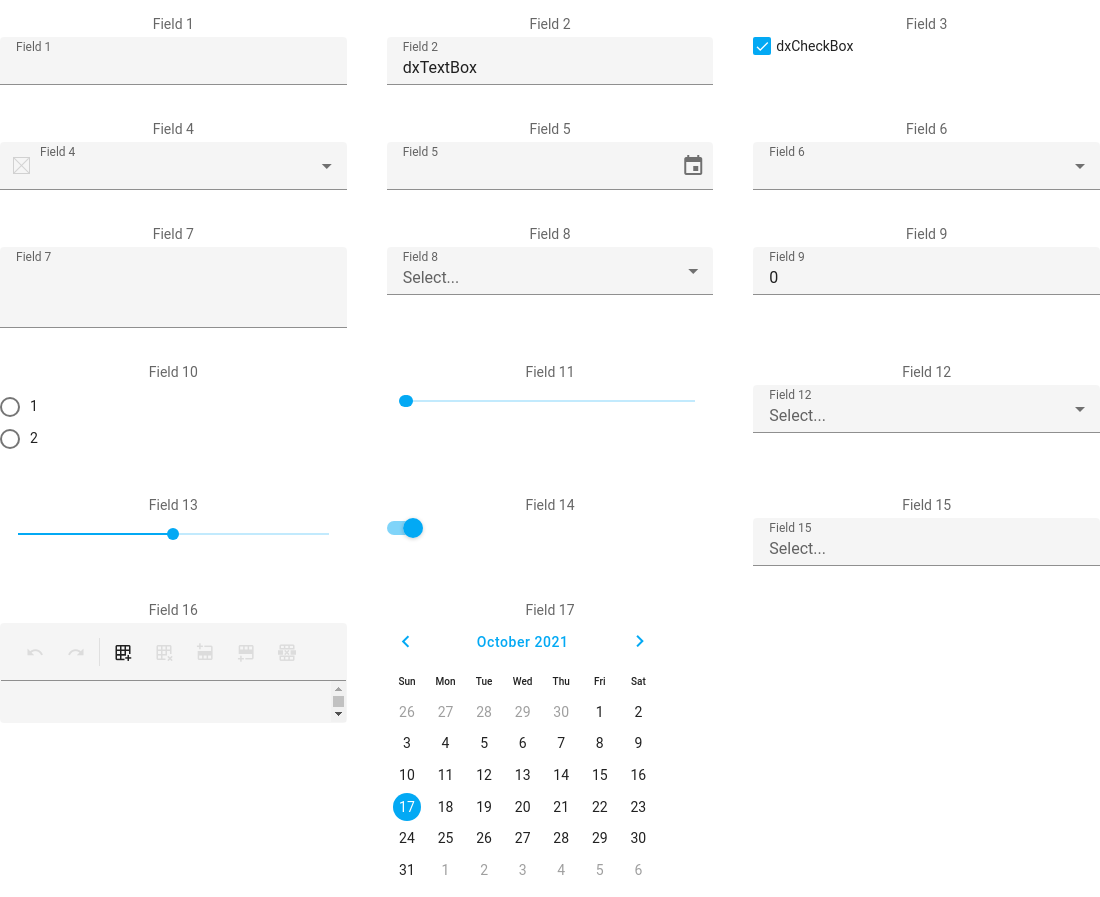 Field 1
Field 1
Field 2
Field 2
dxTextBox
Field 3
dxCheckBox
Field 4
Field 4
Field 5
Field 5
Field 6
Field 6
Field 7
Field 7
Field 8
Field 8
Select...
Field 9
Field 9
0
Field 10
1
2
Field 11
Field 12
Field 12
Select...
Field 13
Field 14
Field 15
Field 15
Select...
Field 16
Field 17
October 2021
Sun Mon Tue Wed Thu Fri Sat
26 27 28 29 30 1 2
3 4 5 6 7 8 9
10 11 12 13 14 15 16
17 18 19 20 21 22 23
24 25 26 27 28 29 30
31 1 2 3 4 5 6